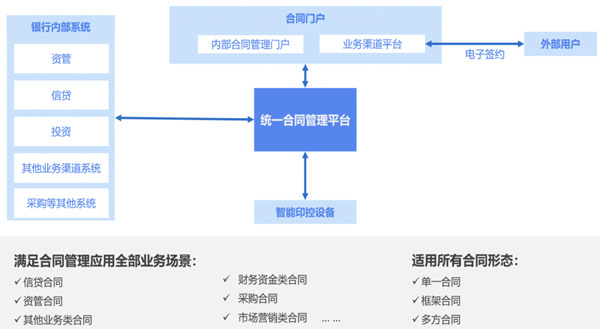 银行内部系统
资管
信贷
投资
其他业务渠道系统
采购等其他系统
合同门户
内部合同管理门户
业务渠道平台
电子签约
外部用户
统一合同管理平台
智能印控设备
满足合同管理应用全部业务场景：
✓信贷合同
✓资管合同
✓其他业务类合同
✓ 财务资金类合同
✓ 采购合同
✓ 市场营销类合同 ... ...
适用所有合同形态：
✓单一合同
✓框架合同
✓多方合同